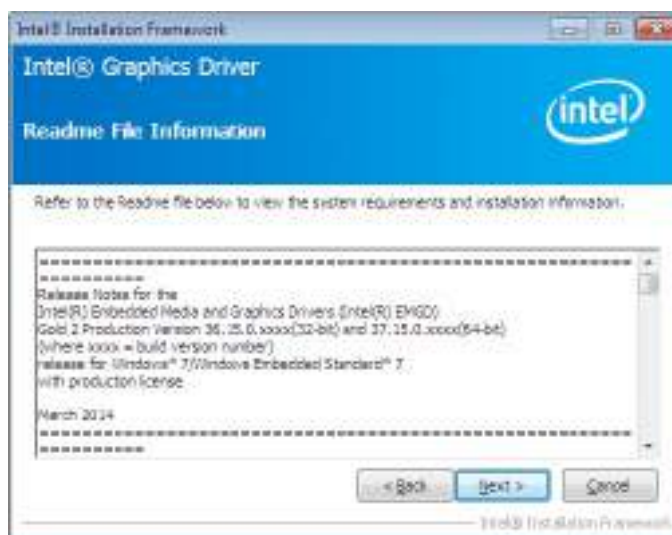 Intel® Installation Framework
Intel® Graphics Driver
intel
Readme File Information
Refer to the Readme file below to view the system requirements and installation information.
================================================================
==========
Release Notes for the
Intel(R) Embedded Media and Graphics Drivers (Intel(R) EMGD)
Gold 2 Production Version 36.15.0.xxxx(32-bit) and 37.15.0.xxxx(64-bit)
(where xxxx = build version number)
release for Windows* 7/Windows Embedded Standard* 7
with production license
March 2014
================================================================
==========
< Back
Next >
Cancel
Intel® Installation Framework